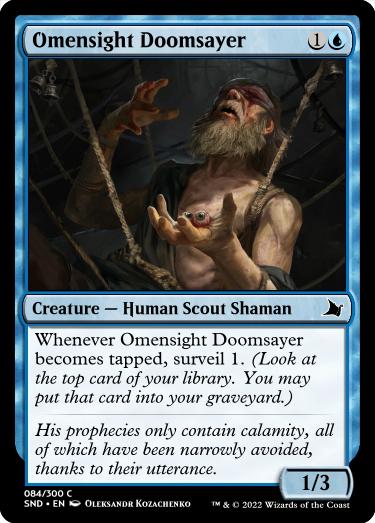 Omensight Doomsayer 1
Creature — Human Scout Shaman
Whenever Omensight Doomsayer
becomes tapped, surveil 1. (Look at
the top card of your library. You may
put that card into your graveyard.)
His prophecies only contain calamity, all
of which have been narrowly avoided,
thanks to their utterance.
1/3
084/300 C
SND • EN Oleksandr Kozachenko ™ & © 2022 Wizards of the Coast